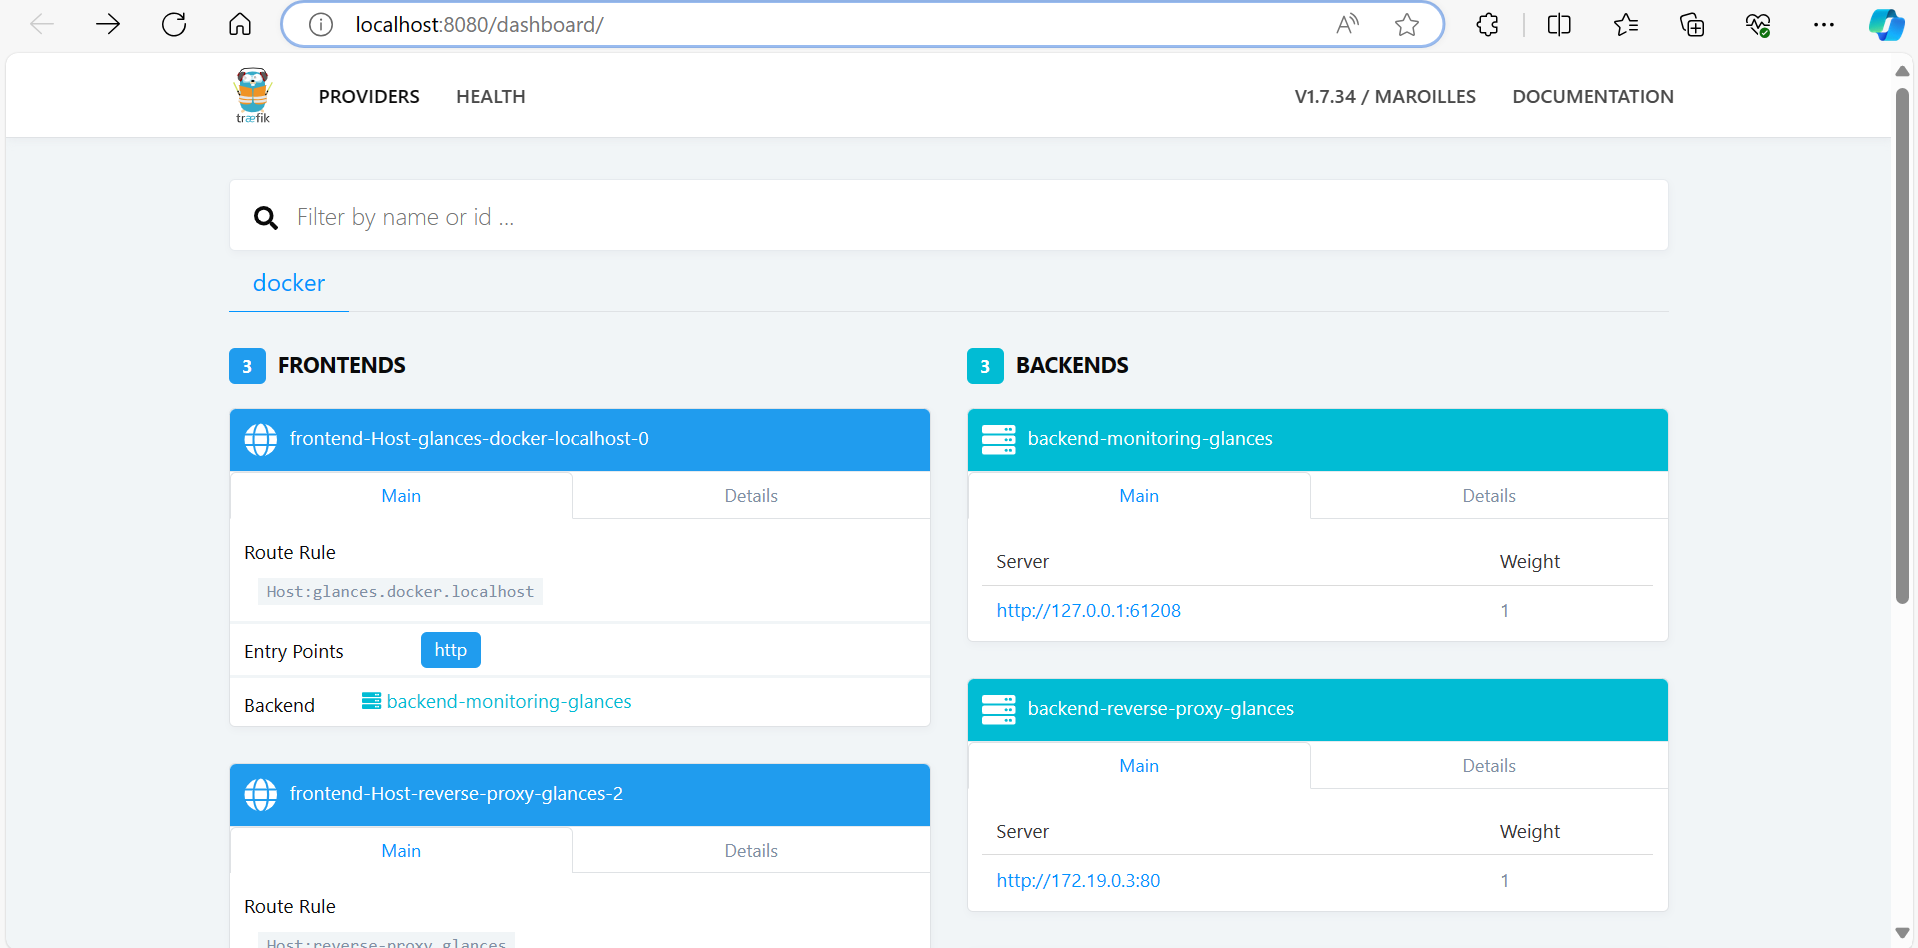 localhost:8080/dashboard/
træfik
PROVIDERS
HEALTH
V1.7.34 / MAROILLES
DOCUMENTATION
Filter by name or id ...
docker
3 FRONTENDS
frontend-Host-glances-docker-localhost-0
Main
Details
Route Rule
Host:glances.docker.localhost
Entry Points
http
Backend
backend-monitoring-glances
frontend-Host-reverse-proxy-glances-2
Main
Details
Route Rule
Host:reverse-proxy.glances
3 BACKENDS
backend-monitoring-glances
Main
Details
Server
Weight
http://127.0.0.1:61208
1
backend-reverse-proxy-glances
Main
Details
Server
Weight
http://172.19.0.3:80
1